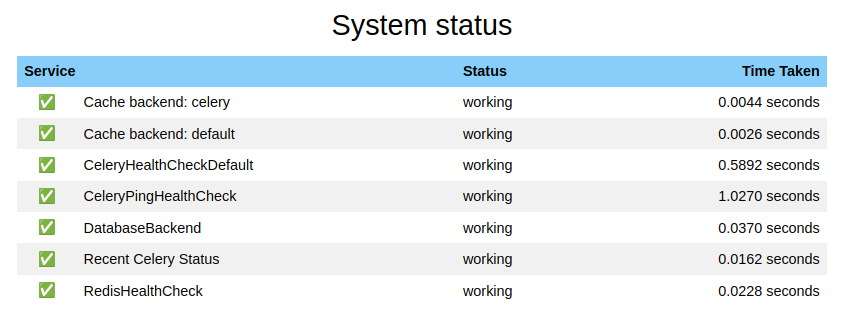 System status
Service Status Time Taken
✅ Cache backend: celery working 0.0044 seconds
✅ Cache backend: default working 0.0026 seconds
✅ CeleryHealthCheckDefault working 0.5892 seconds
✅ CeleryPingHealthCheck working 1.0270 seconds
✅ DatabaseBackend working 0.0370 seconds
✅ Recent Celery Status working 0.0162 seconds
✅ RedisHealthCheck working 0.0228 seconds